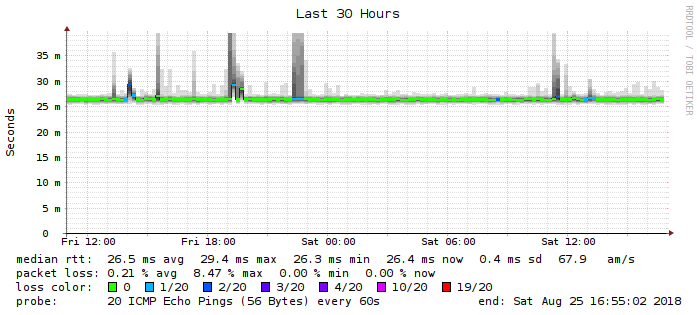 Last 30 Hours
RRDTOOL / TOBI OETIKER
Seconds
35 m
30 m
25 m
20 m
15 m
10 m
5 m
0
Fri 12:00 Fri 18:00 Sat 00:00 Sat 06:00 Sat 12:00
median rtt: 26.5 ms avg 29.4 ms max 26.3 ms min 26.4 ms now 0.4 ms sd 67.9 am/s
packet loss: 0.21 % avg 8.47 % max 0.00 % min 0.00 % now
loss color: 0 1/20 2/20 3/20 4/20 10/20 19/20
probe: 20 ICMP Echo Pings (56 Bytes) every 60s end: Sat Aug 25 16:55:02 2018